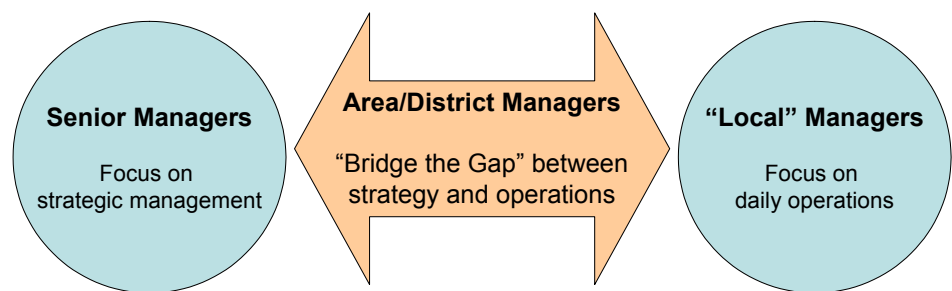 Senior Managers
Focus on
strategic management
Area/District Managers
“Bridge the Gap” between
strategy and operations
“Local” Managers
Focus on
daily operations